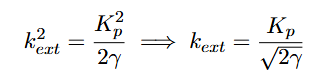 k_{ext}^2 = \frac{K_p^2}{2\gamma} \implies k_{ext} = \frac{K_p}{\sqrt{2\gamma}}